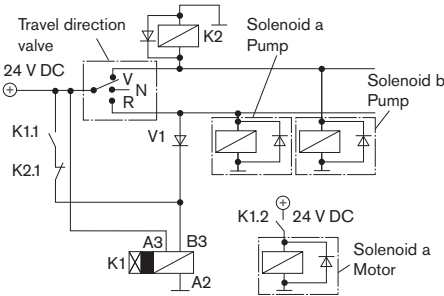 Travel direction
valve
24 V DC
K2
Solenoid a
Pump
Solenoid b
Pump
V
N
R
K1.1
K2.1
V1
A3
B3
K1
A2
K1.2
24 V DC
Solenoid a
Motor